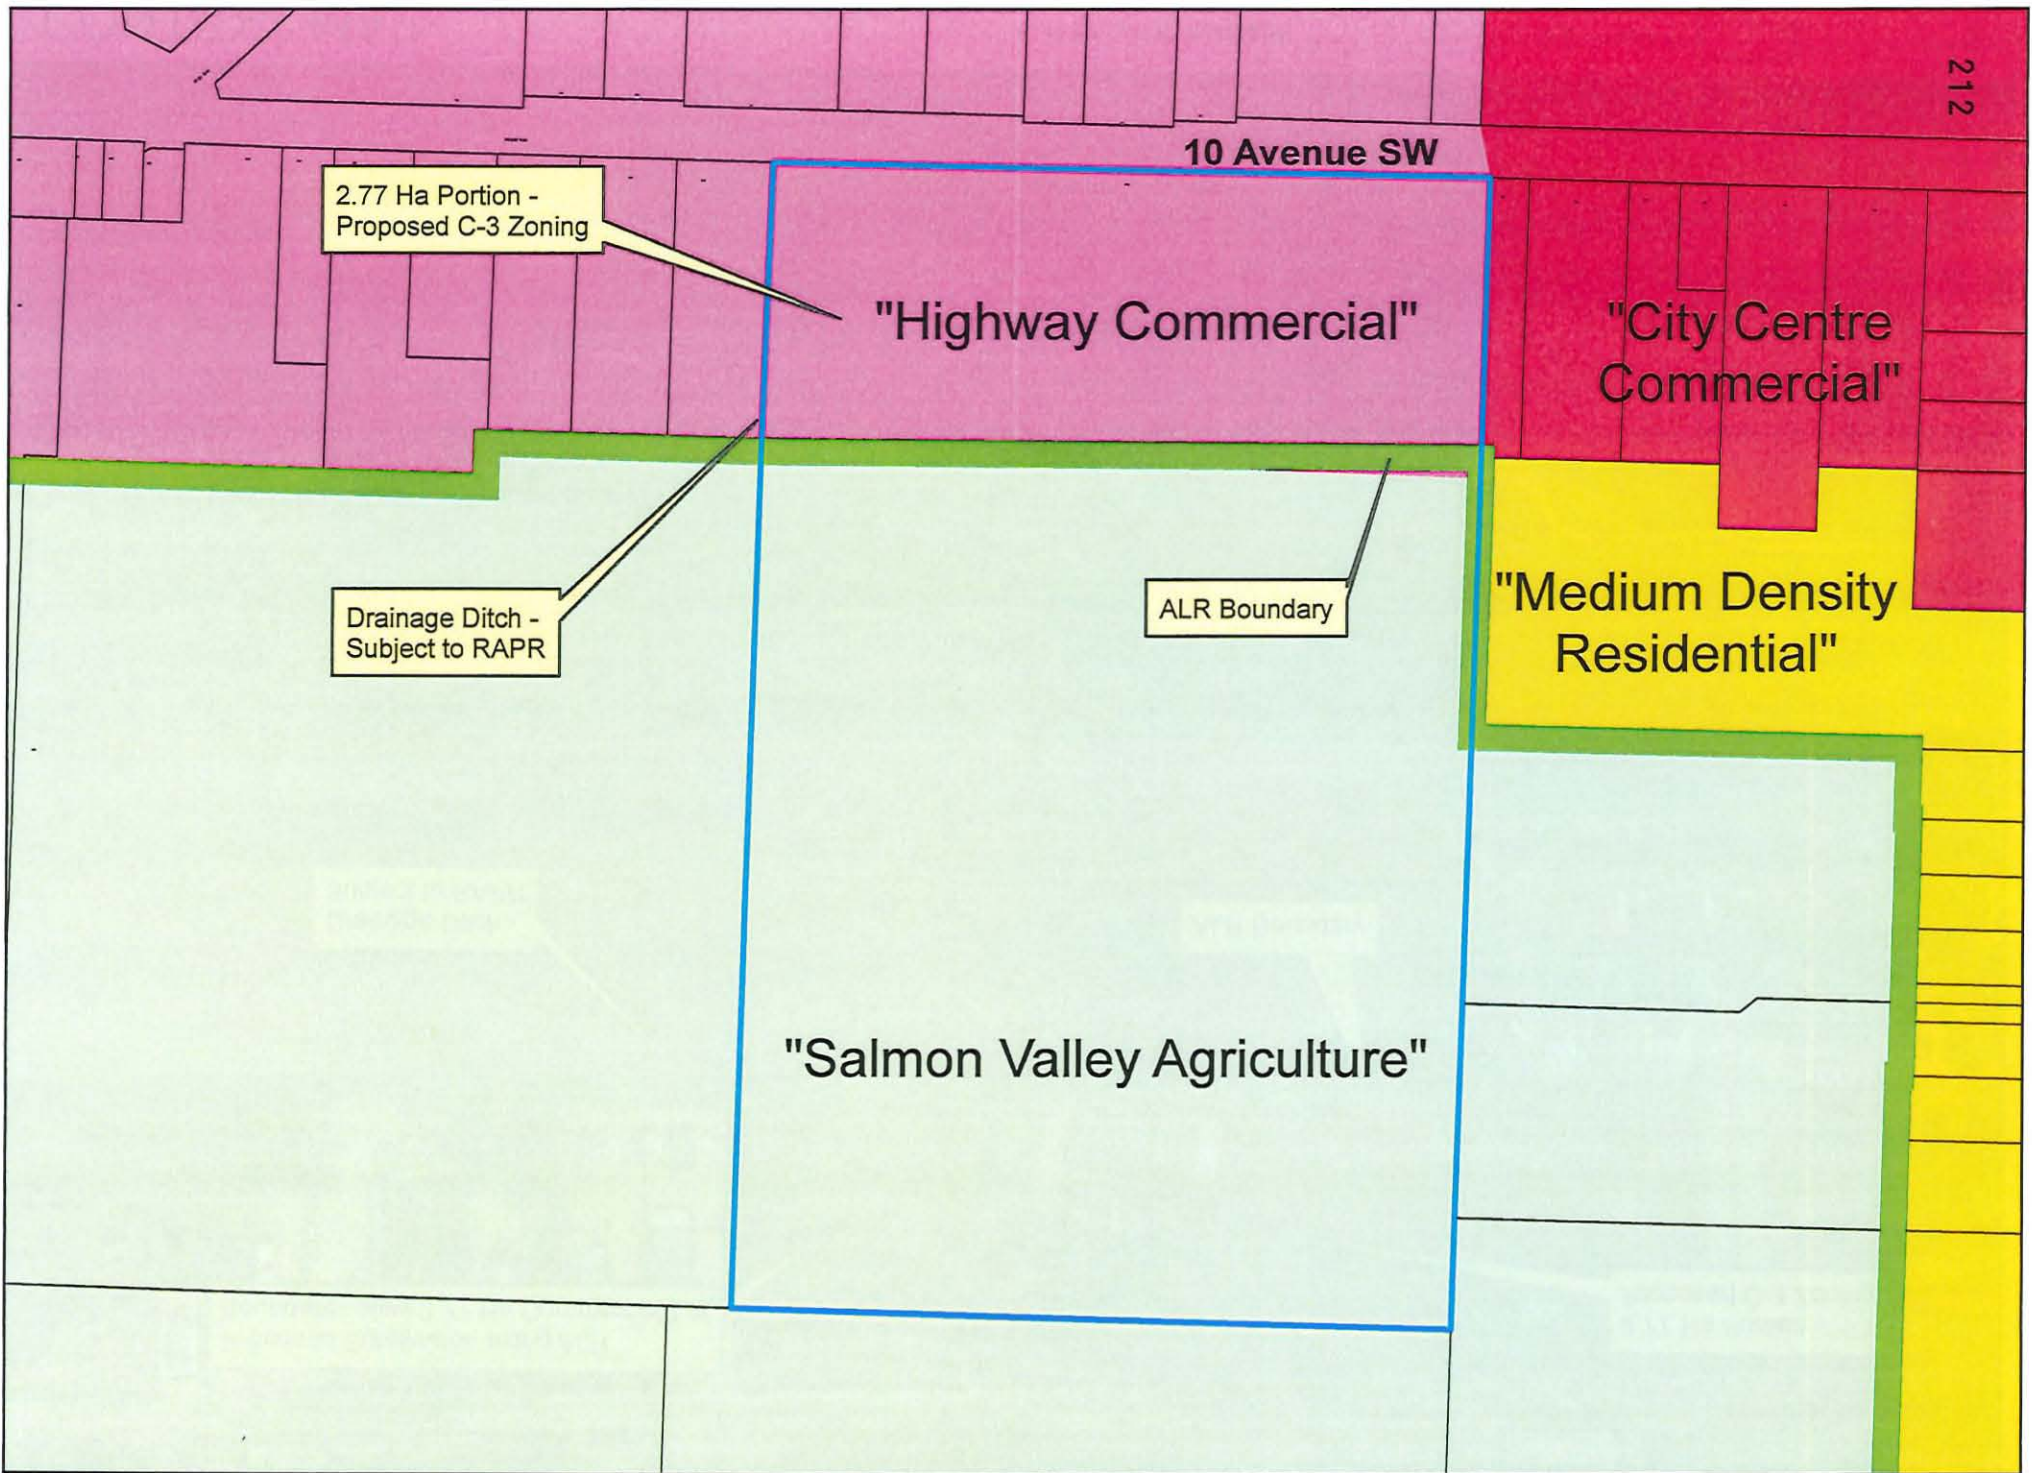 212
10 Avenue SW
2.77 Ha Portion -
Proposed C-3 Zoning
"Highway Commercial"
"City Centre
Commercial"
Drainage Ditch -
Subject to RAPR
ALR Boundary
"Medium Density
Residential"
"Salmon Valley Agriculture"